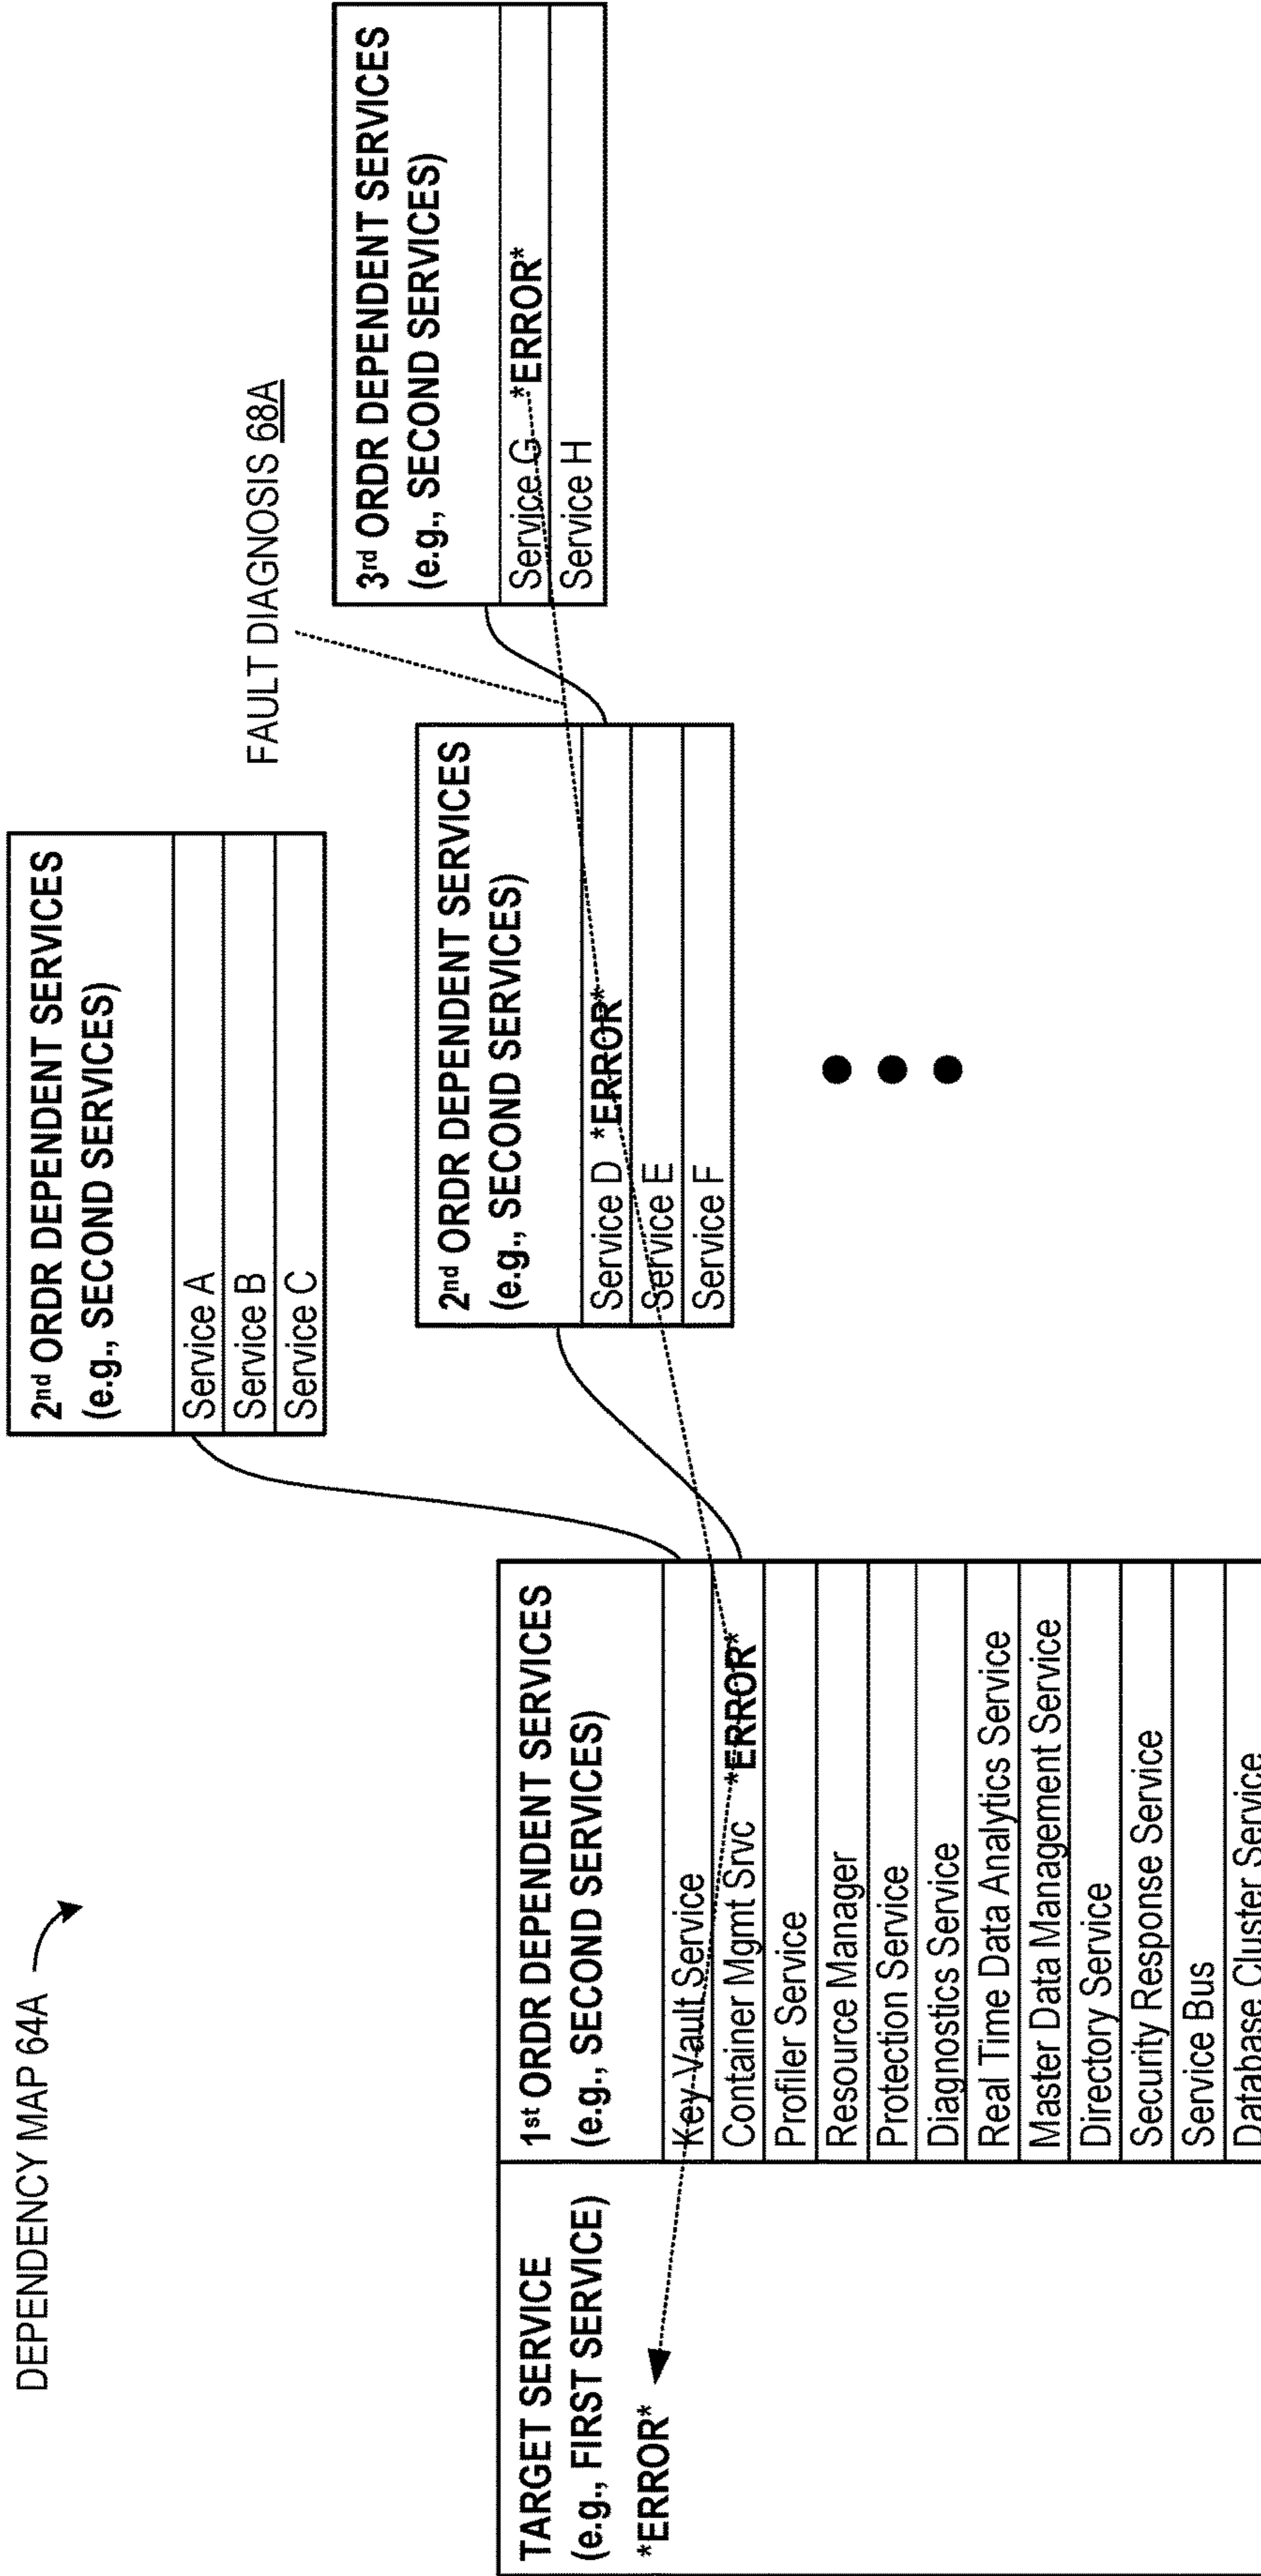 DEPENDENCY MAP 64A
TARGET SERVICE
(e.g., FIRST SERVICE)
*ERROR*
1st ORDR DEPENDENT SERVICES
(e.g., SECOND SERVICES)
Key Vault Service
Container Mgmt Srvc *ERROR*
Profiler Service
Resource Manager
Protection Service
Diagnostics Service
Real Time Data Analytics Service
Master Data Management Service
Directory Service
Security Response Service
Service Bus
Database Cluster Service
2nd ORDR DEPENDENT SERVICES
(e.g., SECOND SERVICES)
Service A
Service B
Service C
2nd ORDR DEPENDENT SERVICES
(e.g., SECOND SERVICES)
Service D *ERROR*
Service E
Service F
FAULT DIAGNOSIS 68A
3rd ORDR DEPENDENT SERVICES
(e.g., SECOND SERVICES)
Service G *ERROR*
Service H